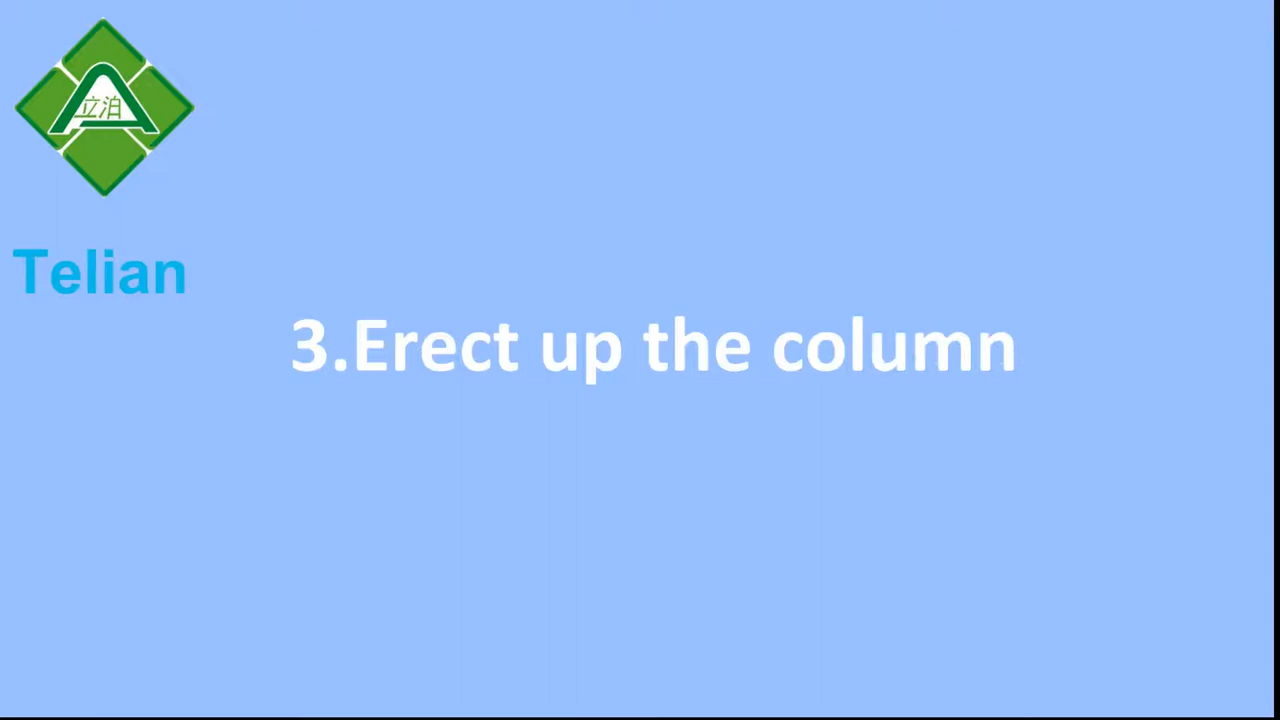 立泊
Telian
3.Erect up the column